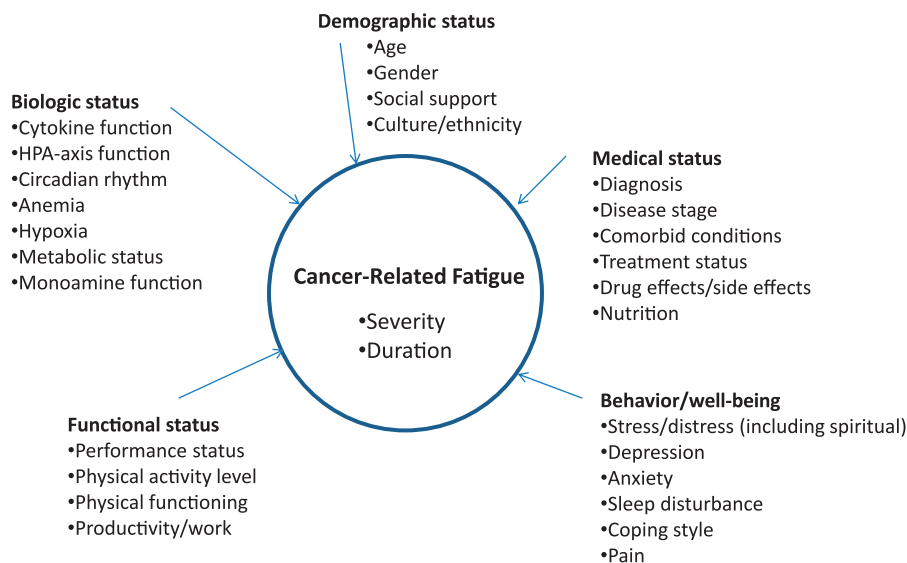 Demographic status
•Age
•Gender
•Social support
•Culture/ethnicity
Biologic status
•Cytokine function
•HPA-axis function
•Circadian rhythm
•Anemia
•Hypoxia
•Metabolic status
•Monoamine function
Medical status
•Diagnosis
•Disease stage
•Comorbid conditions
•Treatment status
•Drug effects/side effects
•Nutrition
Cancer-Related Fatigue
•Severity
•Duration
Functional status
•Performance status
•Physical activity level
•Physical functioning
•Productivity/work
Behavior/well-being
•Stress/distress (including spiritual)
•Depression
•Anxiety
•Sleep disturbance
•Coping style
•Pain